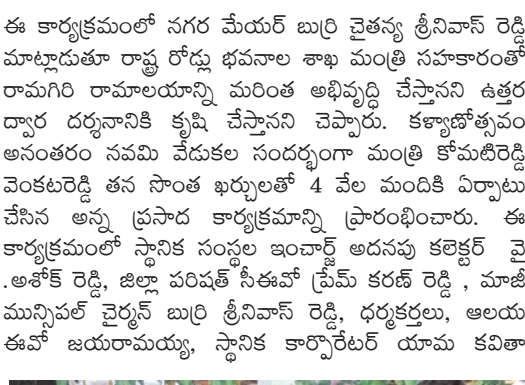 ఈ కార్యక్రమంలో నగర మేయర్ బుర్రి చైతన్య శ్రీనివాస్ రెడ్డి
మాట్లాడుతూ రాష్ట్ర రోడ్లు భవనాల శాఖ మంత్రి సహకారంతో
రామగిరి రామాలయాన్ని మరింత అభివృద్ధి చేస్తానని ఉత్తర
ద్వార దర్శనానికి కృషి చేస్తానని చెప్పారు. కళ్యాణోత్సవం
అనంతరం నవమి వేడుకల సందర్భంగా మంత్రి కోమటిరెడ్డి
వెంకటరెడ్డి తన సొంత ఖర్చులతో 4 వేల మందికి ఏర్పాటు
చేసిన అన్న ప్రసాద కార్యక్రమాన్ని ప్రారంభించారు. ఈ
కార్యక్రమంలో స్థానిక సంస్థల ఇంచార్జ్ అదనపు కలెక్టర్ వై
.అశోక్ రెడ్డి, జిల్లా పరిషత్ సీఈవో ప్రేమ్ కరణ్ రెడ్డి , మాజీ
మున్సిపల్ చైర్మన్ బుర్రి శ్రీనివాస్ రెడ్డి, ధర్మకర్తలు, ఆలయ
ఈవో జయరామయ్య, స్థానిక కార్పొరేటర్ యామ కవితా